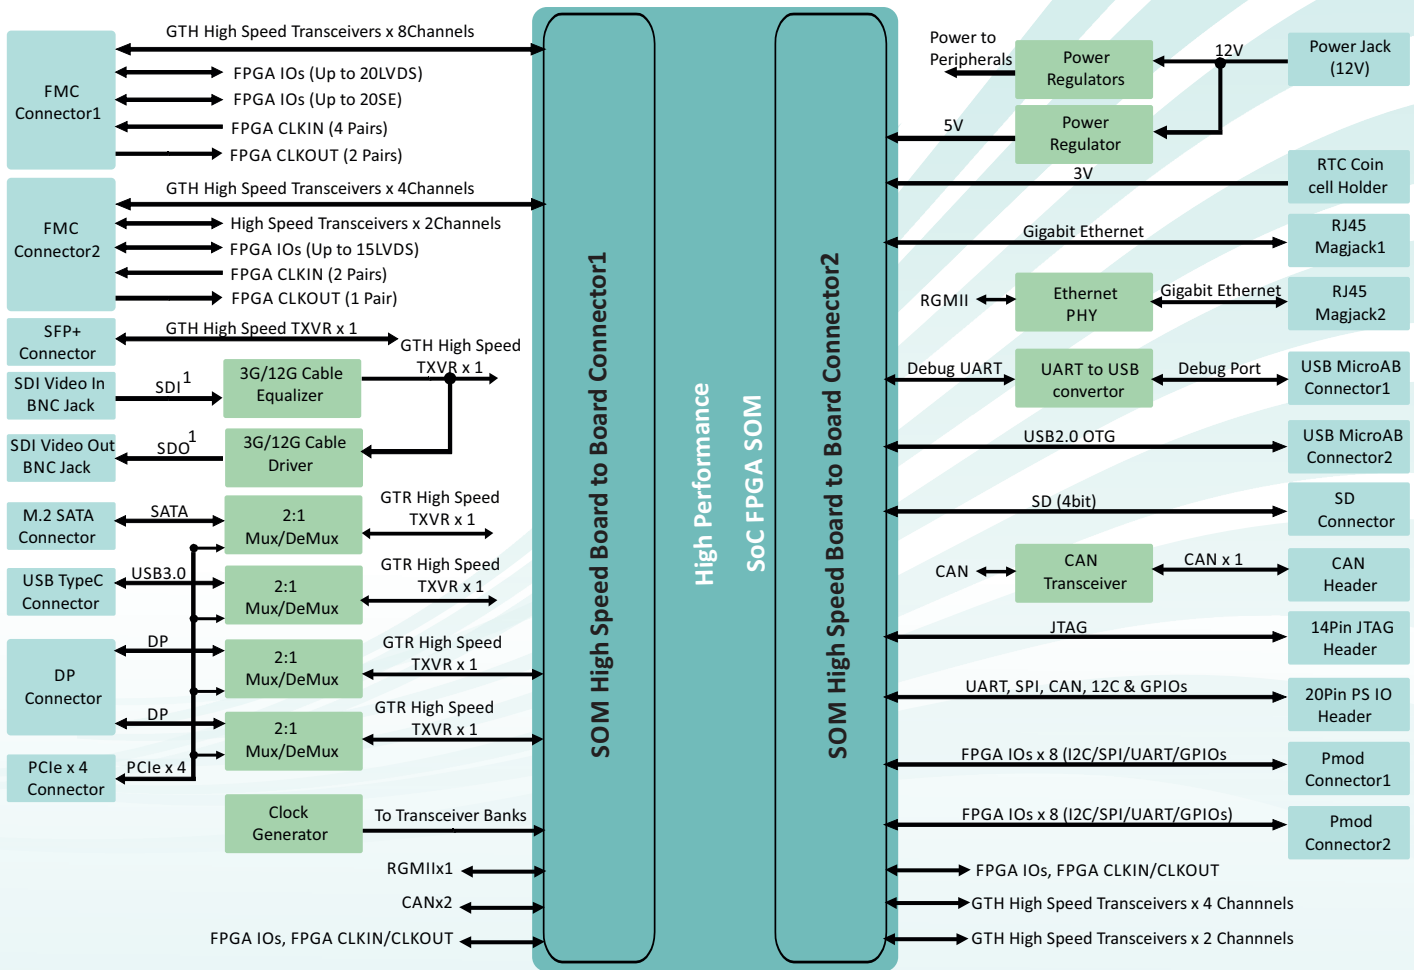 FMC
Connector1
GTH High Speed Transceivers x 8Channels
FPGA IOs (Up to 20LVDS)
FPGA IOs (Up to 20SE)
FPGA CLKIN (4 Pairs)
FPGA CLKOUT (2 Pairs)
FMC
Connector2
GTH High Speed Transceivers x 4Channels
High Speed Transceivers x 2Channels
FPGA IOs (Up to 15LVDS)
FPGA CLKIN (2 Pairs)
FPGA CLKOUT (1 Pair)
SFP+
Connector
GTH High Speed TXVR x 1
SDI Video In
BNC Jack
SDI1
3G/12G Cable
Equalizer
GTH High Speed
TXVR x 1
SDI Video Out
BNC Jack
SDO1
3G/12G Cable
Driver
M.2 SATA
Connector
SATA
2:1
Mux/DeMux
GTR High Speed
TXVR x 1
USB TypeC
Connector
USB3.0
2:1
Mux/DeMux
GTR High Speed
TXVR x 1
DP
Connector
DP
2:1
Mux/DeMux
GTR High Speed
TXVR x 1
DP
2:1
Mux/DeMux
GTR High Speed
TXVR x 1
PCIe x 4
Connector
PCIe x 4
Clock
Generator
To Transceiver Banks
RGMIIx1
CANx2
FPGA IOs, FPGA CLKIN/CLKOUT
SOM High Speed Board to Board Connector1
High Performance
SoC FPGA SOM
SOM High Speed Board to Board Connector2
Power to
Peripherals
Power
Regulators
12V
Power Jack
(12V)
5V
Power
Regulator
3V
RTC Coin
cell Holder
Gigabit Ethernet
RJ45
Magjack1
RGMII
Ethernet
PHY
Gigabit Ethernet
RJ45
Magjack2
Debug UART
UART to USB
convertor
Debug Port
USB MicroAB
Connector1
USB2.0 OTG
USB MicroAB
Connector2
SD (4bit)
SD
Connector
CAN
CAN
Transceiver
CAN x 1
CAN
Header
JTAG
14Pin JTAG
Header
UART, SPI, CAN, 12C & GPIOs
20Pin PS IO
Header
FPGA IOs x 8 (I2C/SPI/UART/GPIOs
Pmod
Connector1
FPGA IOs x 8 (I2C/SPI/UART/GPIOs)
Pmod
Connector2
FPGA IOs, FPGA CLKIN/CLKOUT
GTH High Speed Transceivers x 4 Channnels
GTH High Speed Transceivers x 2 Channnels